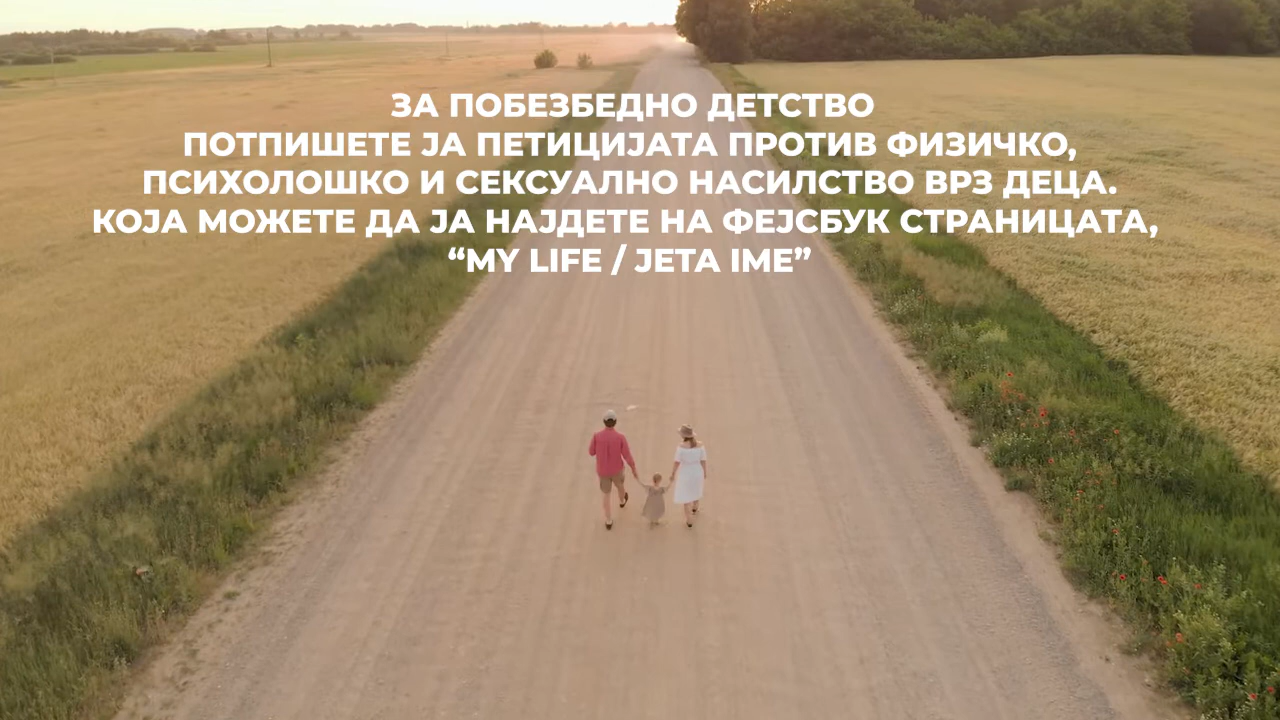 ЗА ПОБЕЗБЕДНО ДЕТСТВО
ПОТПИШЕТЕ ЈА ПЕТИЦИЈАТА ПРОТИВ ФИЗИЧКО,
ПСИХОЛОШКО И СЕКСУАЛНО НАСИЛСТВО ВРЗ ДЕЦА.
КОЈА МОЖЕТЕ ДА ЈА НАЈДЕТЕ НА ФЕЈСБУК СТРАНИЦАТА,
“MY LIFE / JETA IME”